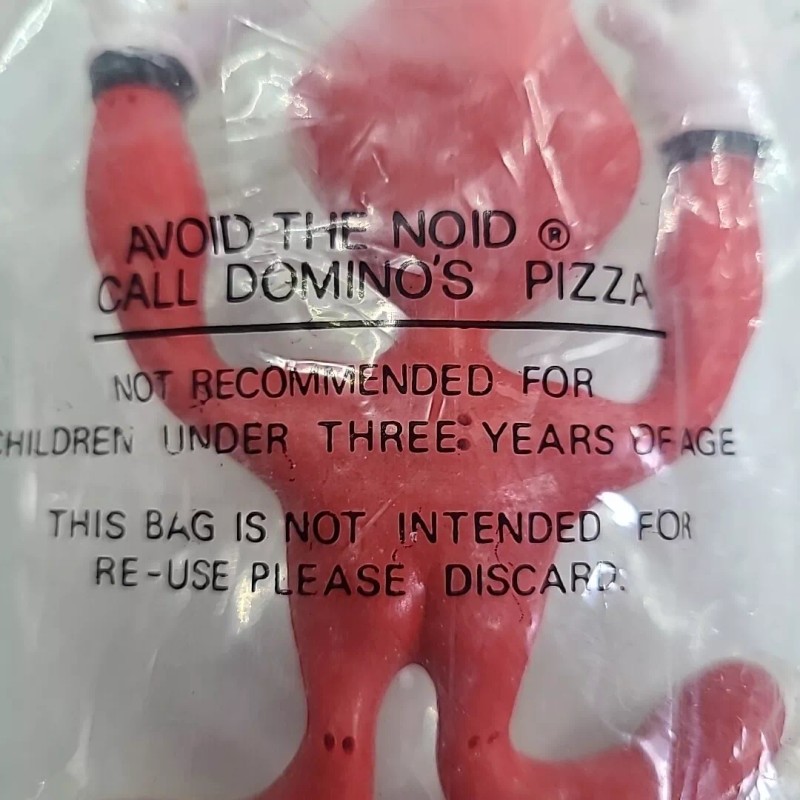 AVOID THE NOID ®
CALL DOMINO'S PIZZA
NOT RECOMMENDED FOR
CHILDREN UNDER THREE YEARS OF AGE
THIS BAG IS NOT INTENDED FOR
RE-USE PLEASE DISCARD.